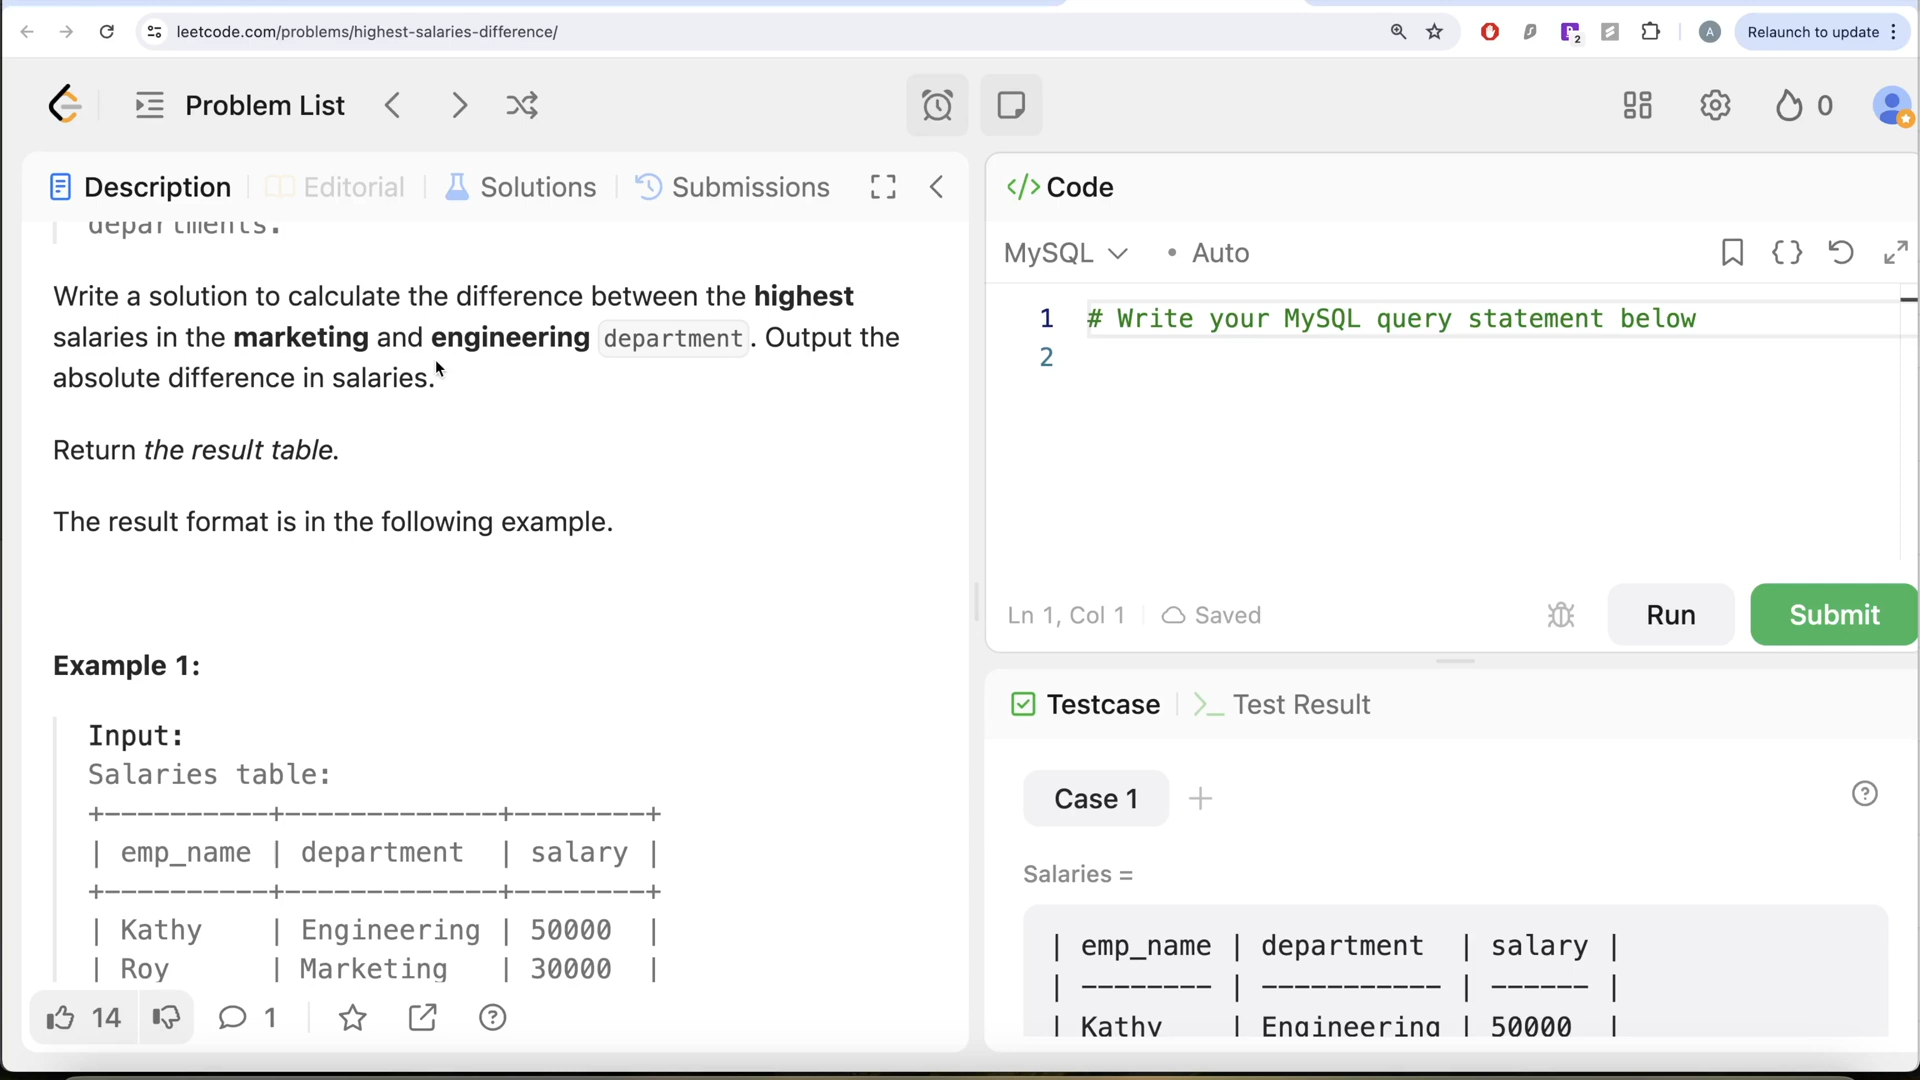 leetcode.com/problems/highest-salaries-difference/
2
A
Relaunch to update
Problem List
0
Description
Editorial
Solutions
Submissions
departments.
Write a solution to calculate the difference between the highest
salaries in the marketing and engineering department. Output the
absolute difference in salaries.
Return the result table.
The result format is in the following example.
Example 1:
Input:
Salaries table:
+----------+-------------+--------+
| emp_name | department  | salary |
+----------+-------------+--------+
| Kathy    | Engineering | 50000  |
| Roy      | Marketing   | 30000  |
14
1
</> Code
MySQL
• Auto
1 # Write your MySQL query statement below
2
Ln 1, Col 1
Saved
Run
Submit
Testcase
>_ Test Result
Case 1 +
Salaries =
| emp_name | department  | salary |
| -------- | ----------- | ------ |
| Kathy    | Engineering | 50000  |